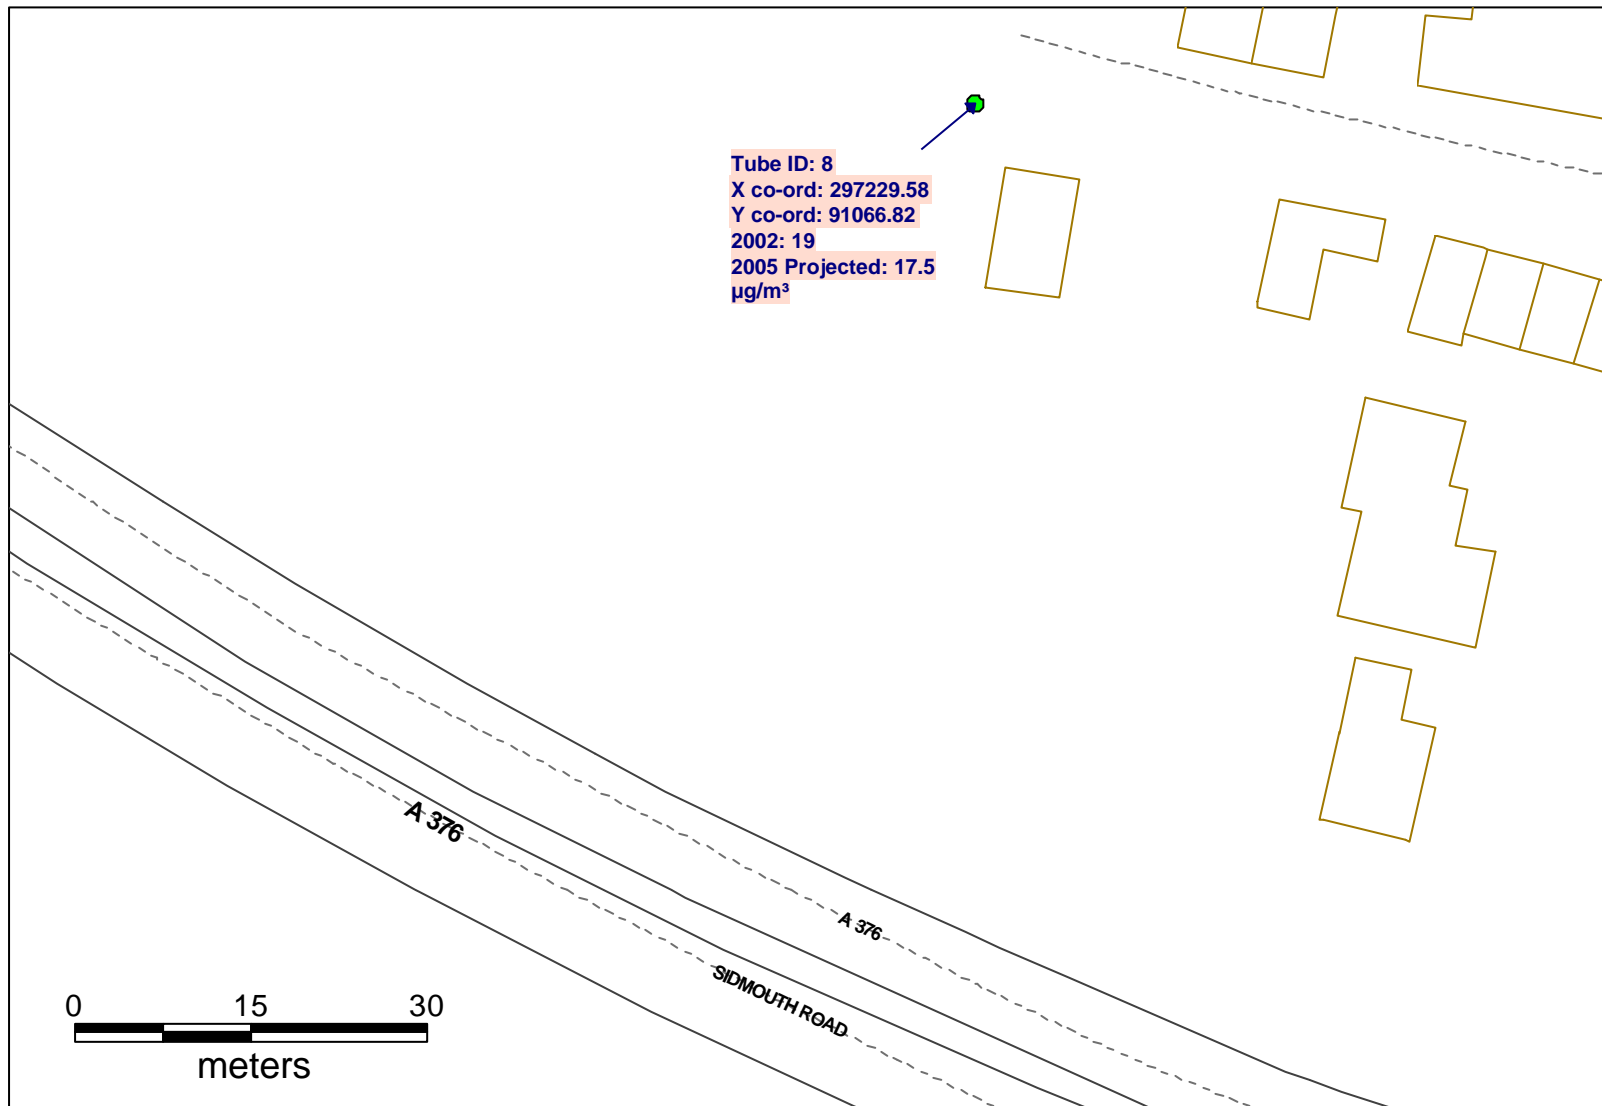 Tube ID: 8
X co-ord: 297229.58
Y co-ord: 91066.82
2002: 19
2005 Projected: 17.5
µg/m³
A 376
A 376
SIDMOUTH ROAD
0 15 30
meters